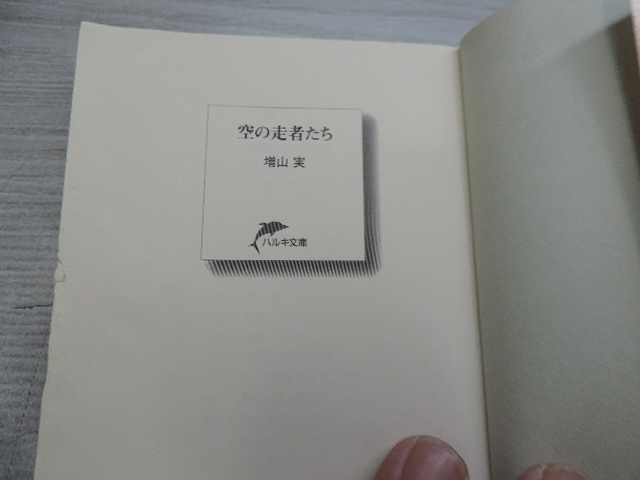 空の走者たち
増山 実
ハルキ文庫